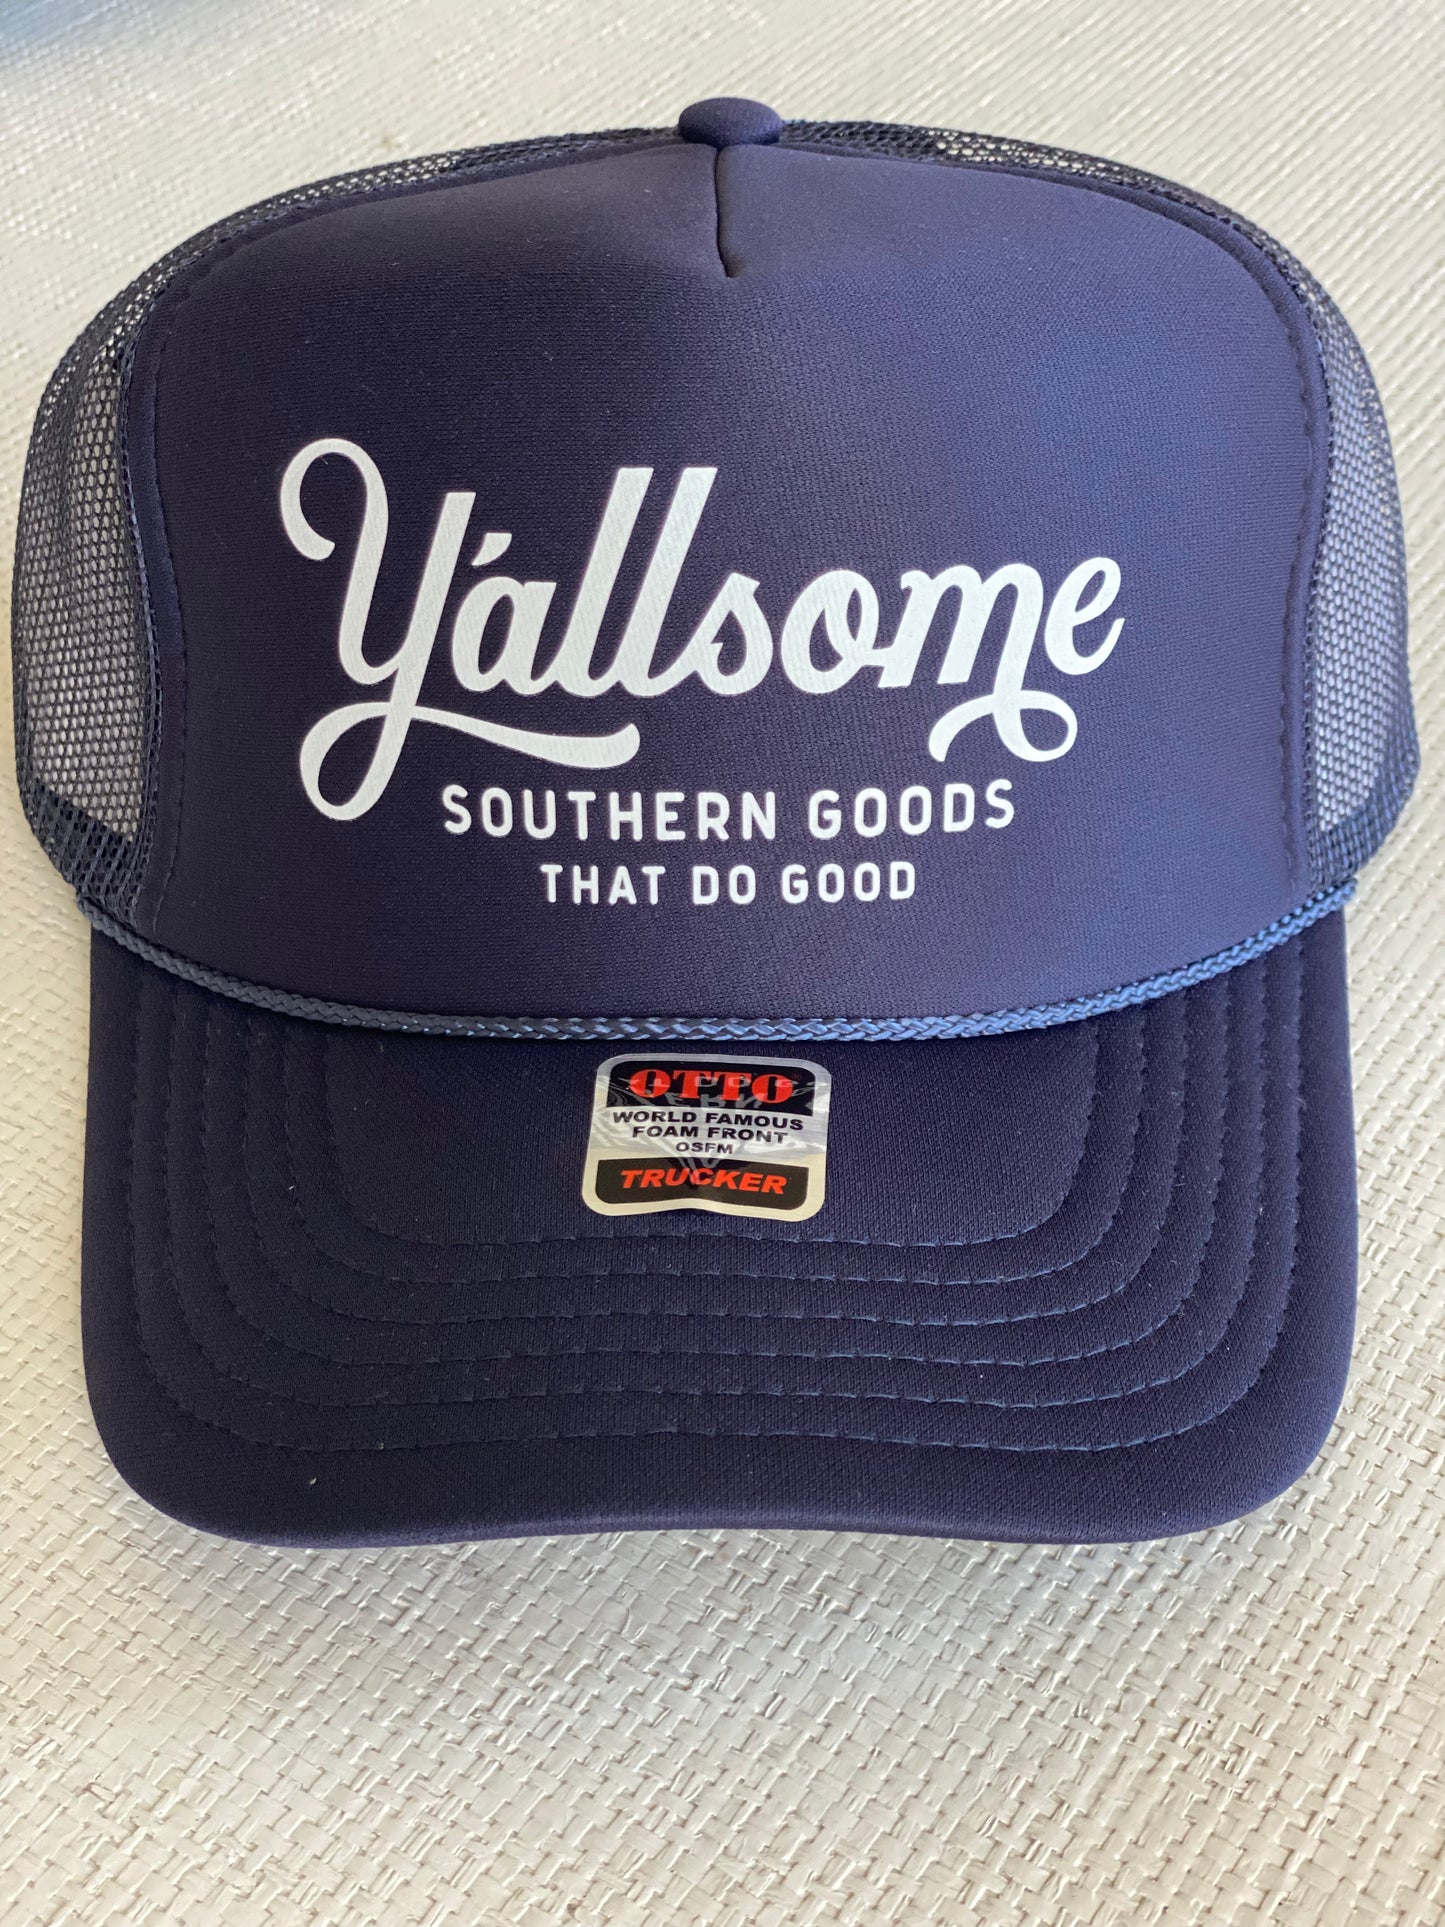 Y'allsome
SOUTHERN GOODS
THAT DO GOOD
OTTO
WORLD FAMOUS
FOAM FRONT
OSFM
TRUCKER